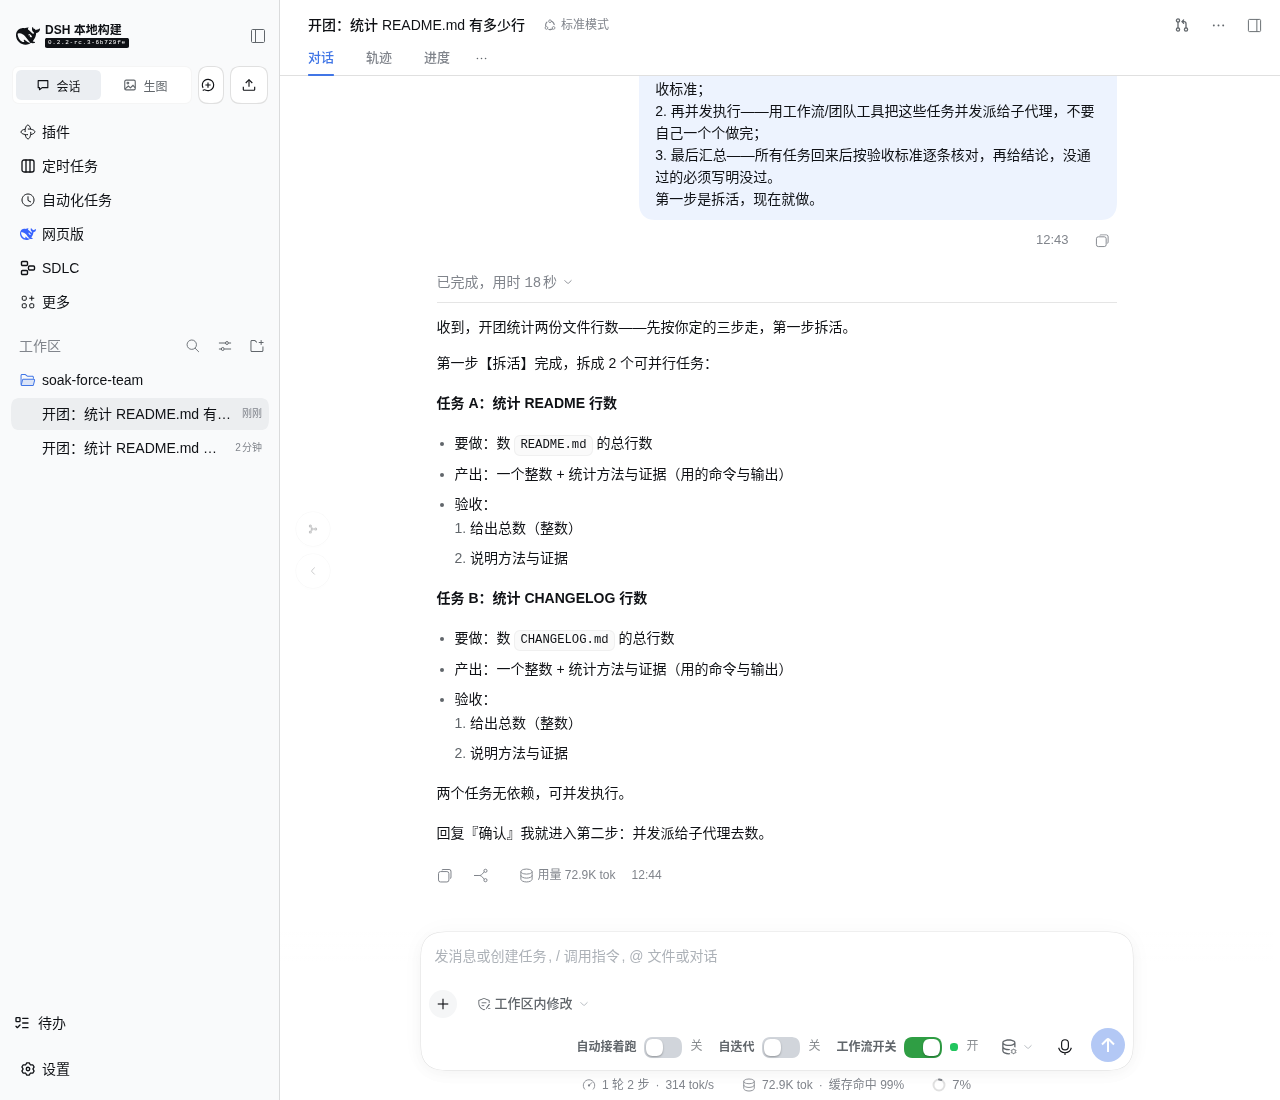 DSH 本地构建
0.2.2-rc.3-6b729fe
会话
生图
插件
定时任务
自动化任务
网页版
SDLC
更多
工作区
soak-force-team
开团：统计 README.md 有… 刚刚
开团：统计 README.md … 2分钟
待办
设置
开团：统计 README.md 有多少行 标准模式
对话 轨迹 进度 …
收标准；
2. 再并发执行——用工作流/团队工具把这些任务并发派给子代理，不要
自己一个个做完；
3. 最后汇总——所有任务回来后按验收标准逐条核对，再给结论，没通
过的必须写明没过。
第一步是拆活，现在就做。
12:43
已完成，用时 18秒
收到，开团统计两份文件行数——先按你定的三步走，第一步拆活。
第一步【拆活】完成，拆成 2 个可并行任务：
任务 A：统计 README 行数
• 要做：数 README.md 的总行数
• 产出：一个整数 + 统计方法与证据（用的命令与输出）
• 验收：
1. 给出总数（整数）
2. 说明方法与证据
任务 B：统计 CHANGELOG 行数
• 要做：数 CHANGELOG.md 的总行数
• 产出：一个整数 + 统计方法与证据（用的命令与输出）
• 验收：
1. 给出总数（整数）
2. 说明方法与证据
两个任务无依赖，可并发执行。
回复『确认』我就进入第二步：并发派给子代理去数。
用量 72.9K tok 12:44
发消息或创建任务, / 调用指令, @ 文件或对话
工作区内修改
自动接着跑 关 自迭代 关 工作流开关 开
1 轮 2 步 · 314 tok/s 72.9K tok · 缓存命中 99% 7%